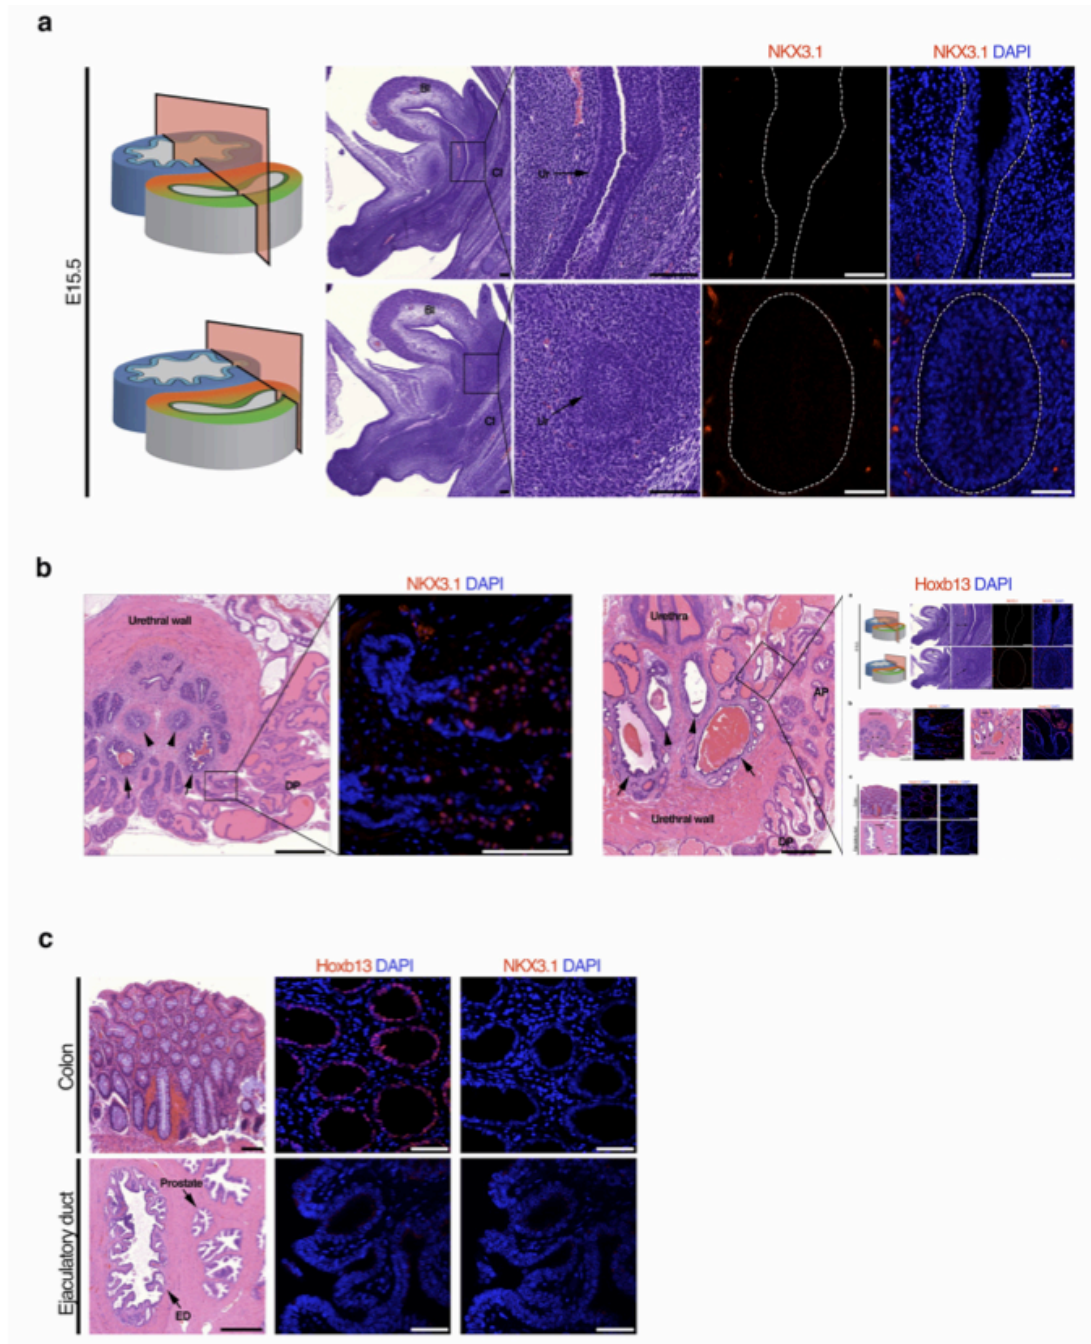 a
NKX3.1
NKX3.1 DAPI
E15.5
Bl
Cl
Ur
Bl
Cl
Ur
b
NKX3.1 DAPI
Hoxb13 DAPI
Urethral wall
DP
Urethra
AP
Urethral wall
DP
c
Hoxb13 DAPI
NKX3.1 DAPI
Colon
Ejaculatory duct
Prostate
ED